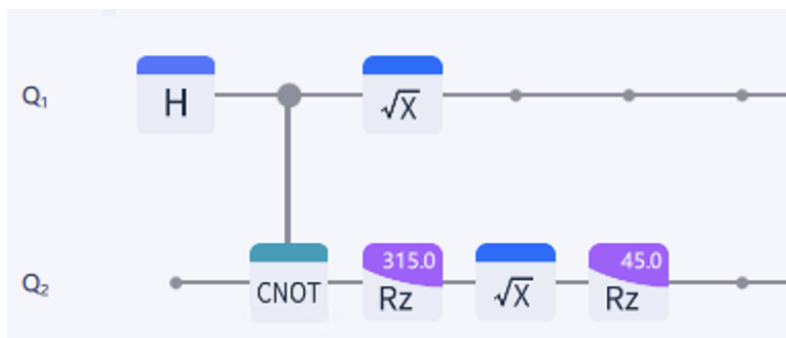 Q₁ H √X
315.0 45.0
Q₂ CNOT Rz √X Rz